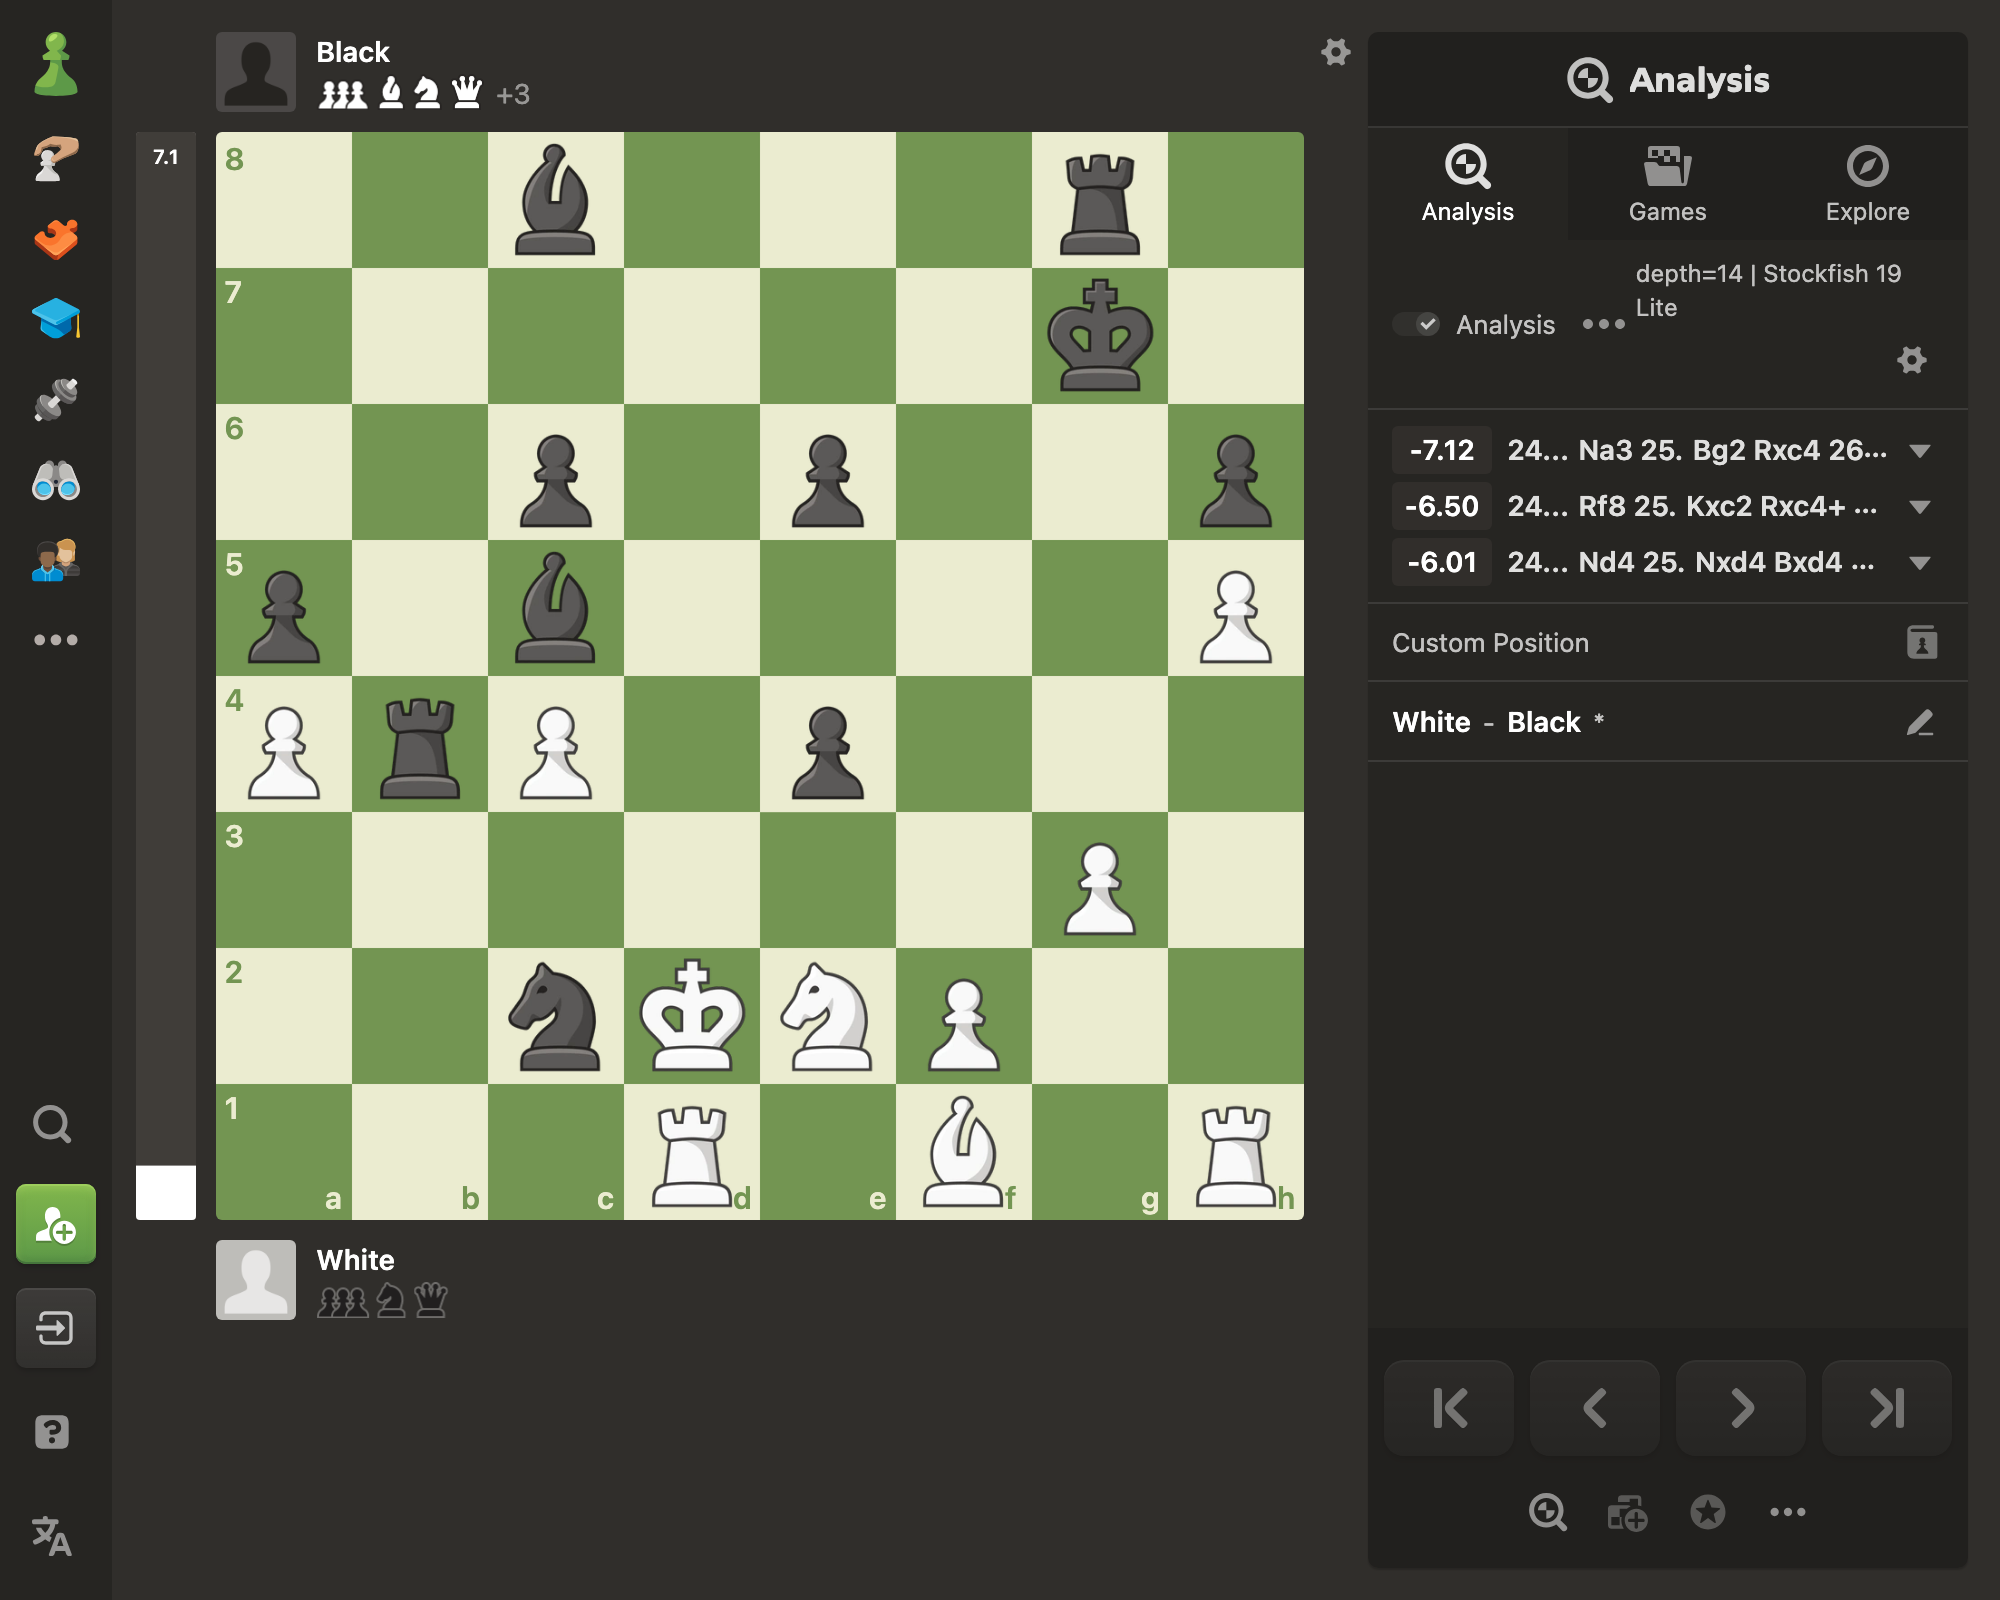 Black
+3
7.1
8
7
6
5
4
3
2
1
a b c d e f g h
White
Analysis
Analysis Games Explore
depth=14 | Stockfish 19
Lite
Analysis
-7.12 24... Na3 25. Bg2 Rxc4 26...
-6.50 24... Rf8 25. Kxc2 Rxc4+ ...
-6.01 24... Nd4 25. Nxd4 Bxd4 ...
Custom Position
White - Black *